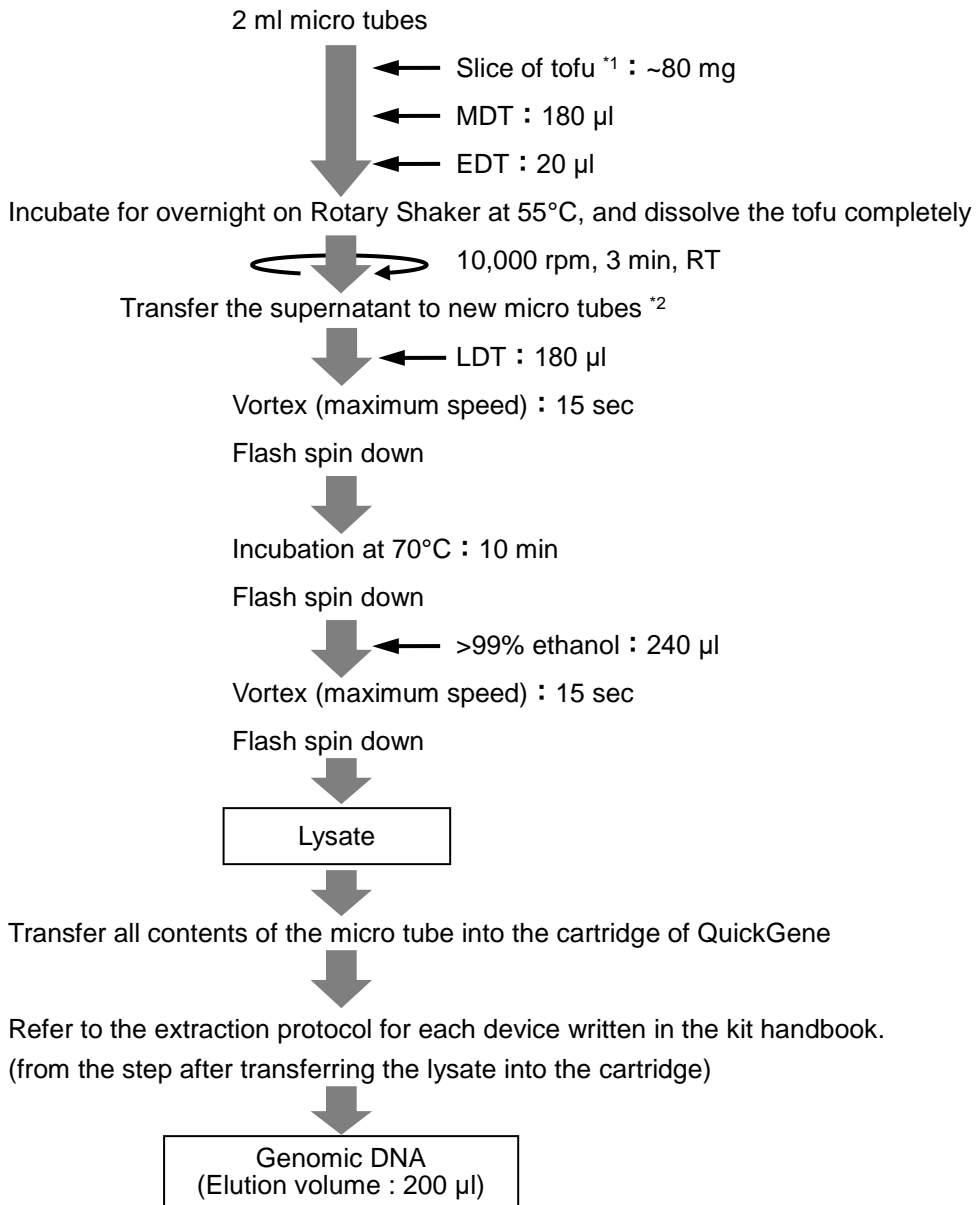 2 ml micro tubes
Slice of tofu *1：~80 mg
MDT：180 µl
EDT：20 µl
Incubate for overnight on Rotary Shaker at 55°C, and dissolve the tofu completely
10,000 rpm, 3 min, RT
Transfer the supernatant to new micro tubes *2
LDT：180 µl
Vortex (maximum speed)：15 sec
Flash spin down
Incubation at 70°C：10 min
Flash spin down
>99% ethanol：240 µl
Vortex (maximum speed)：15 sec
Flash spin down
Lysate
Transfer all contents of the micro tube into the cartridge of QuickGene
Refer to the extraction protocol for each device written in the kit handbook.
(from the step after transferring the lysate into the cartridge)
Genomic DNA
(Elution volume : 200 µl)